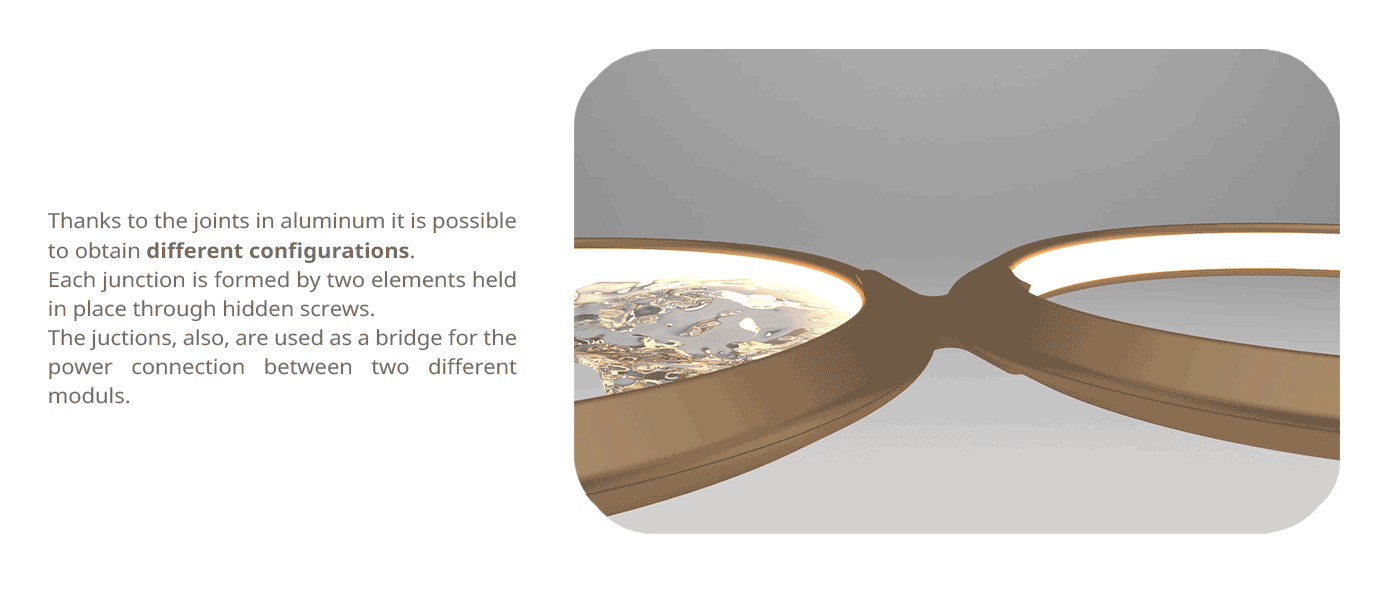 Thanks to the joints in aluminum it is possible
to obtain different configurations.
Each junction is formed by two elements held
in place through hidden screws.
The juctions, also, are used as a bridge for the
power connection between two different
moduls.